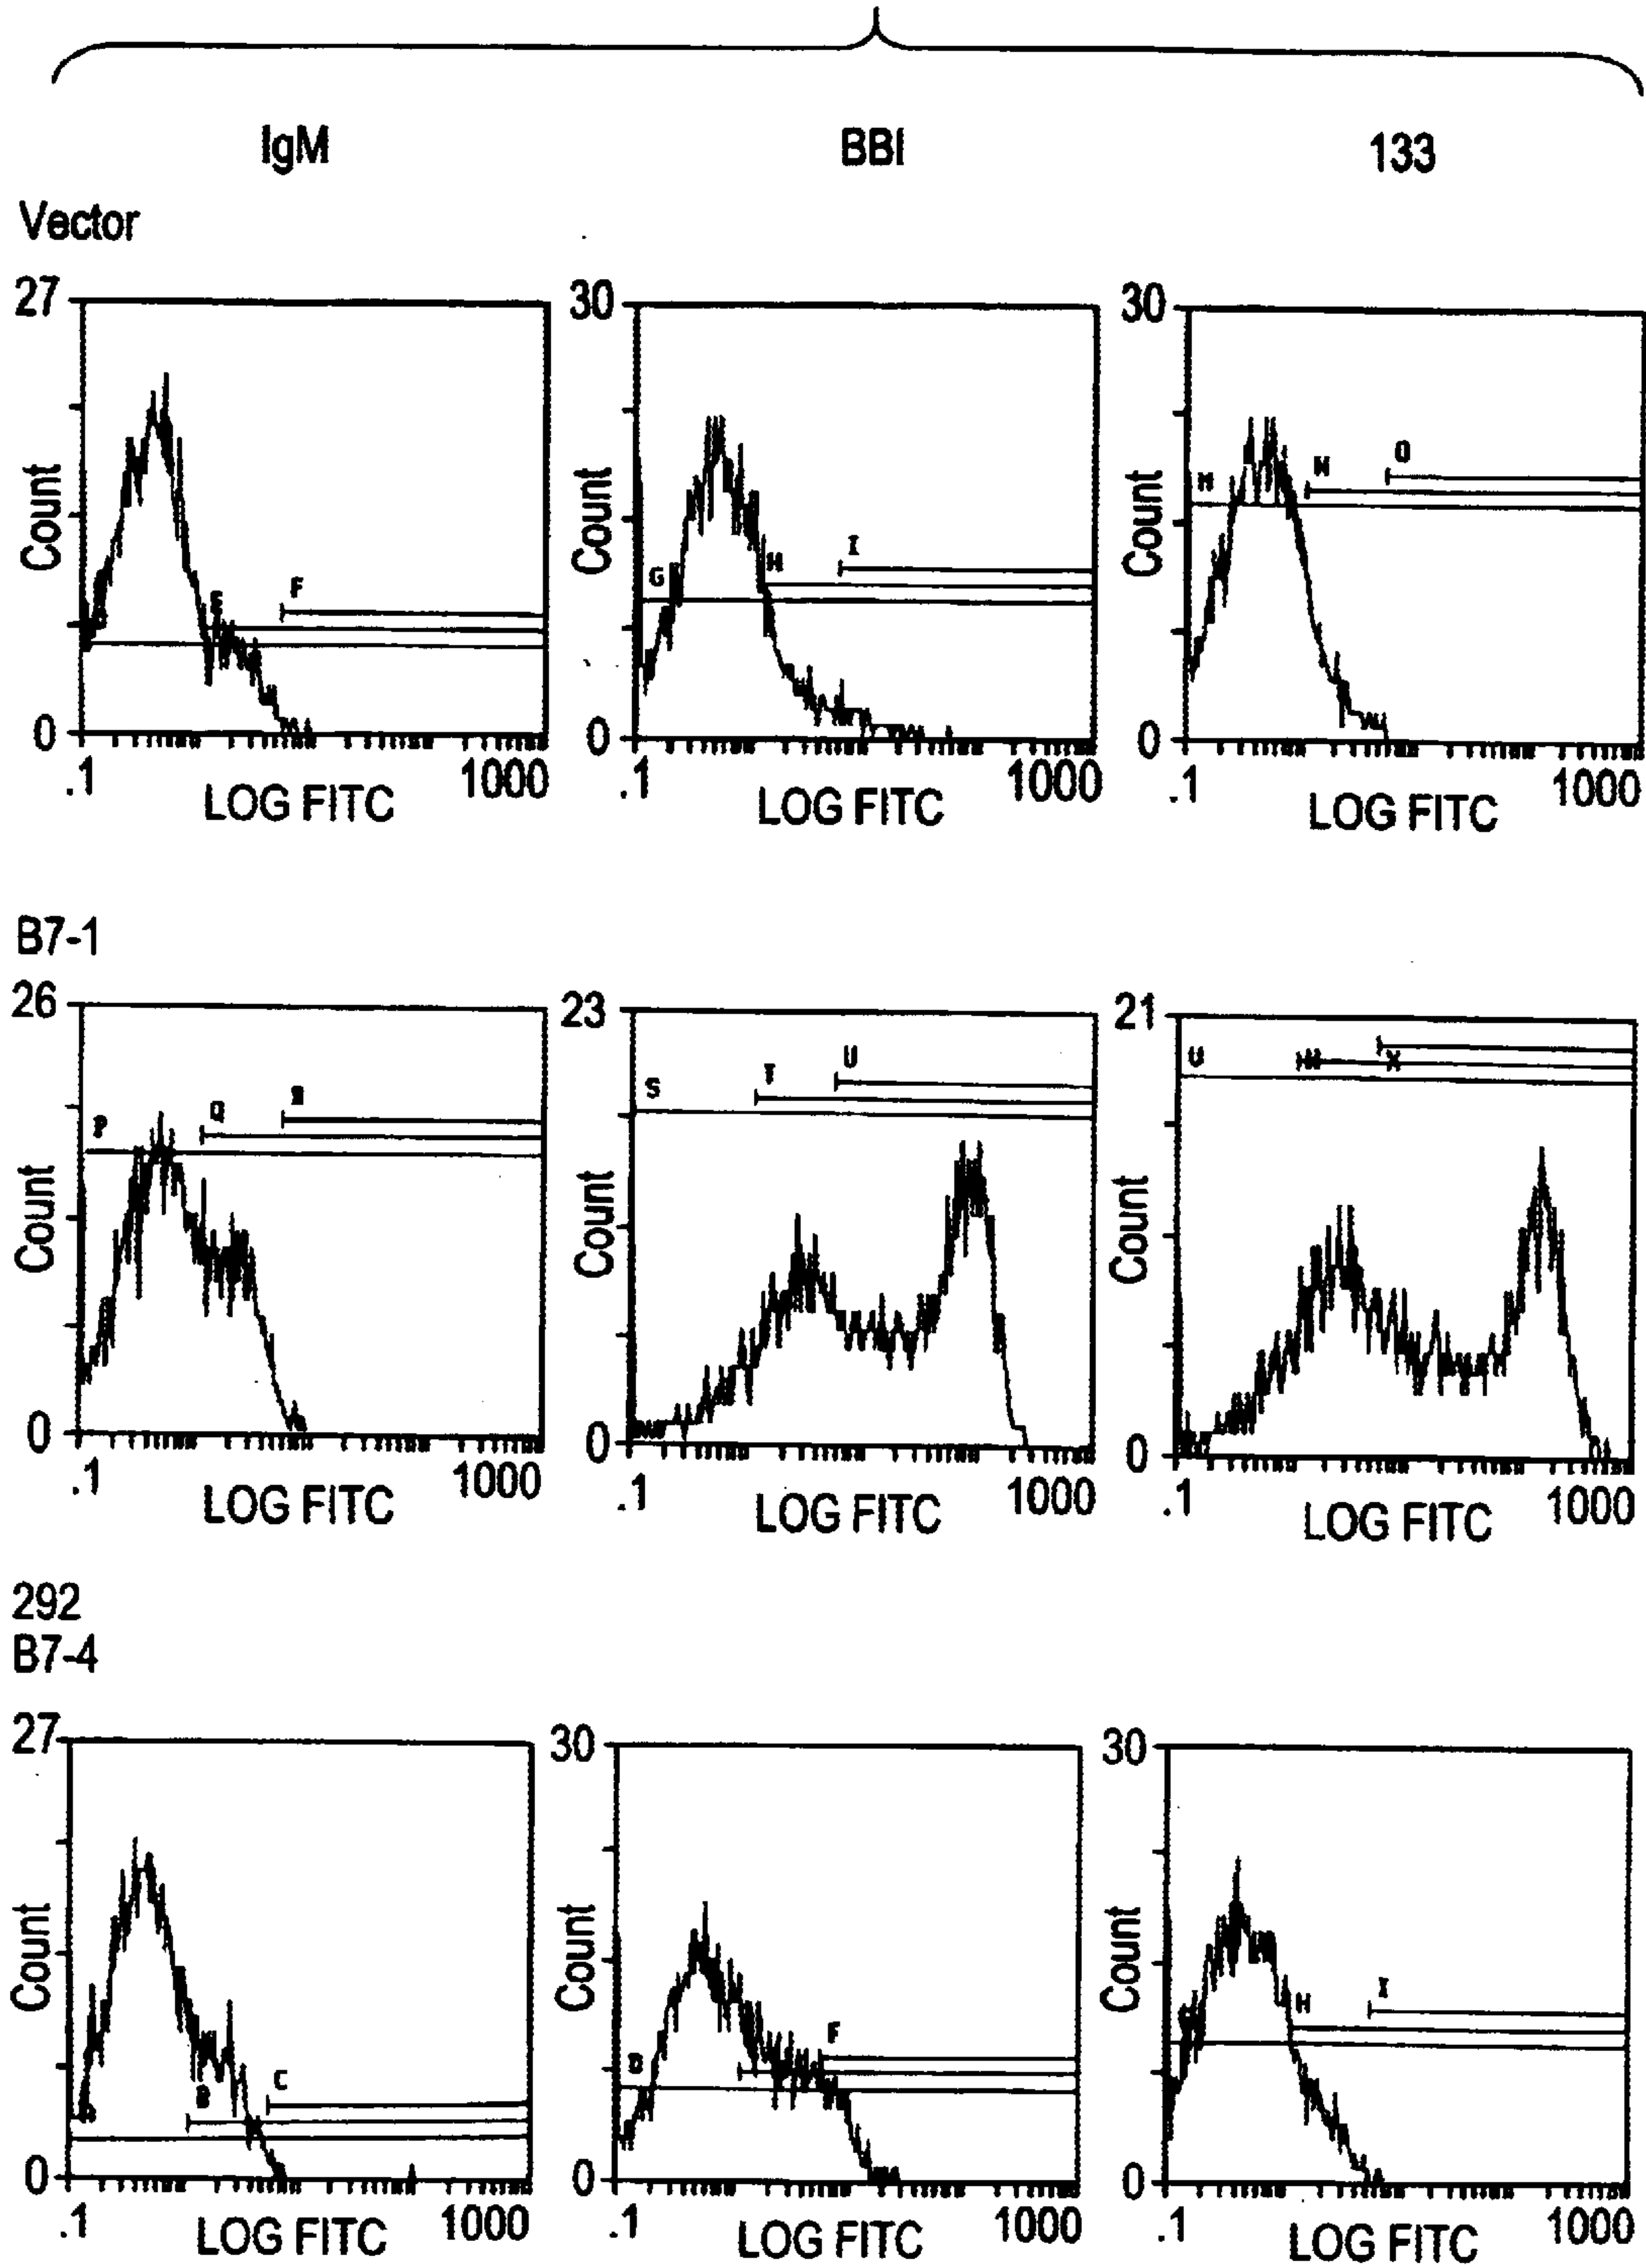 IgM BBI 133
Vector
27 30 30
Count Count Count
E F G H I M N O
0 0 0
.1 1000 .1 1000 .1 1000
LOG FITC LOG FITC LOG FITC
B7-1
26 23 21
Count Count Count
P Q S T U U X
0 0 0
.1 1000 .1 1000 .1 1000
LOG FITC LOG FITC LOG FITC
292
B7-4
27 30 30
Count Count Count
B C D F H I
0 0 0
.1 1000 .1 1000 .1 1000
LOG FITC LOG FITC LOG FITC